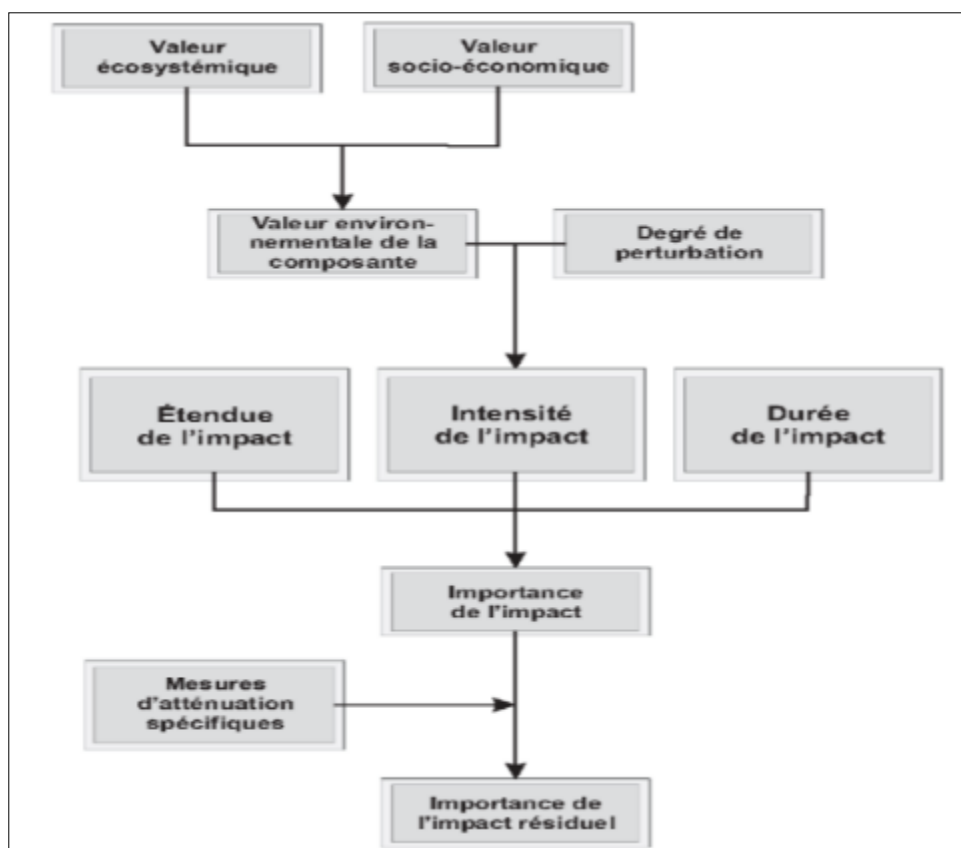 Valeur
écosystémique
Valeur
socio-économique
Valeur environ-
nementale de la
composante
Degré de
perturbation
Étendue
de l'impact
Intensité
de l'impact
Durée
de l'impact
Importance
de l'impact
Mesures
d'atténuation
spécifiques
Importance de
l'impact résiduel